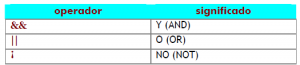 operador significado
&& Y (AND)
|| O (OR)
¡ NO (NOT)